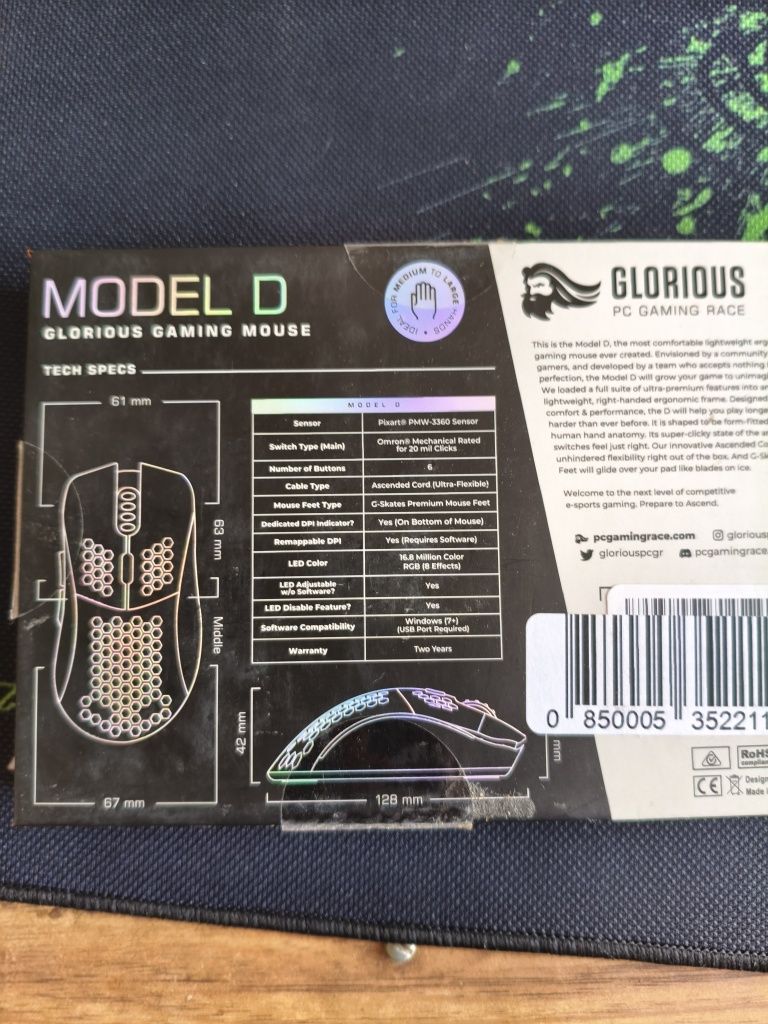 MODEL D
GLORIOUS GAMING MOUSE
IDEAL FOR MEDIUM TO LARGE HANDS
TECH SPECS
61 mm
63 mm
Middle
67 mm
MODEL D
Sensor Pixart® PMW-3360 Sensor
Switch Type (Main) Omron® Mechanical Rated
for 20 mil Clicks
Number of Buttons 6
Cable Type Ascended Cord (Ultra-Flexible)
Mouse Feet Type G-Skates Premium Mouse Feet
Dedicated DPI Indicator? Yes (On Bottom of Mouse)
Remappable DPI Yes (Requires Software)
LED Color 16.8 Million Color
RGB (8 Effects)
LED Adjustable
w/o Software? Yes
LED Disable Feature? Yes
Software Compatibility Windows (7+)
(USB Port Required)
Warranty Two Years
42 mm
128 mm
mm
GLORIOUS
PC GAMING RACE
This is the Model D, the most comfortable lightweight
gaming mouse ever created. Envisioned by a community
gamers, and developed by a team who accepts nothing
perfection, the Model D will grow your game to
We loaded a full suite of ultra-premium features into
lightweight, right-handed ergonomic frame. Designed
comfort & performance, the D will help you play
harder than ever before. It is shaped to be form-fitted
human hand anatomy. Its super-clicky state of the
switches feel just right. Our innovative Ascended
unhindered flexibility right out of the box. And
Feet will glide over your pad like blades on ice.
Welcome to the next level of competitive
e-sports gaming. Prepare to Ascend.
pcgamingrace.com
gloriouspcgr
pcgamingrace
0 850005 352211
RoHS
CE
Made